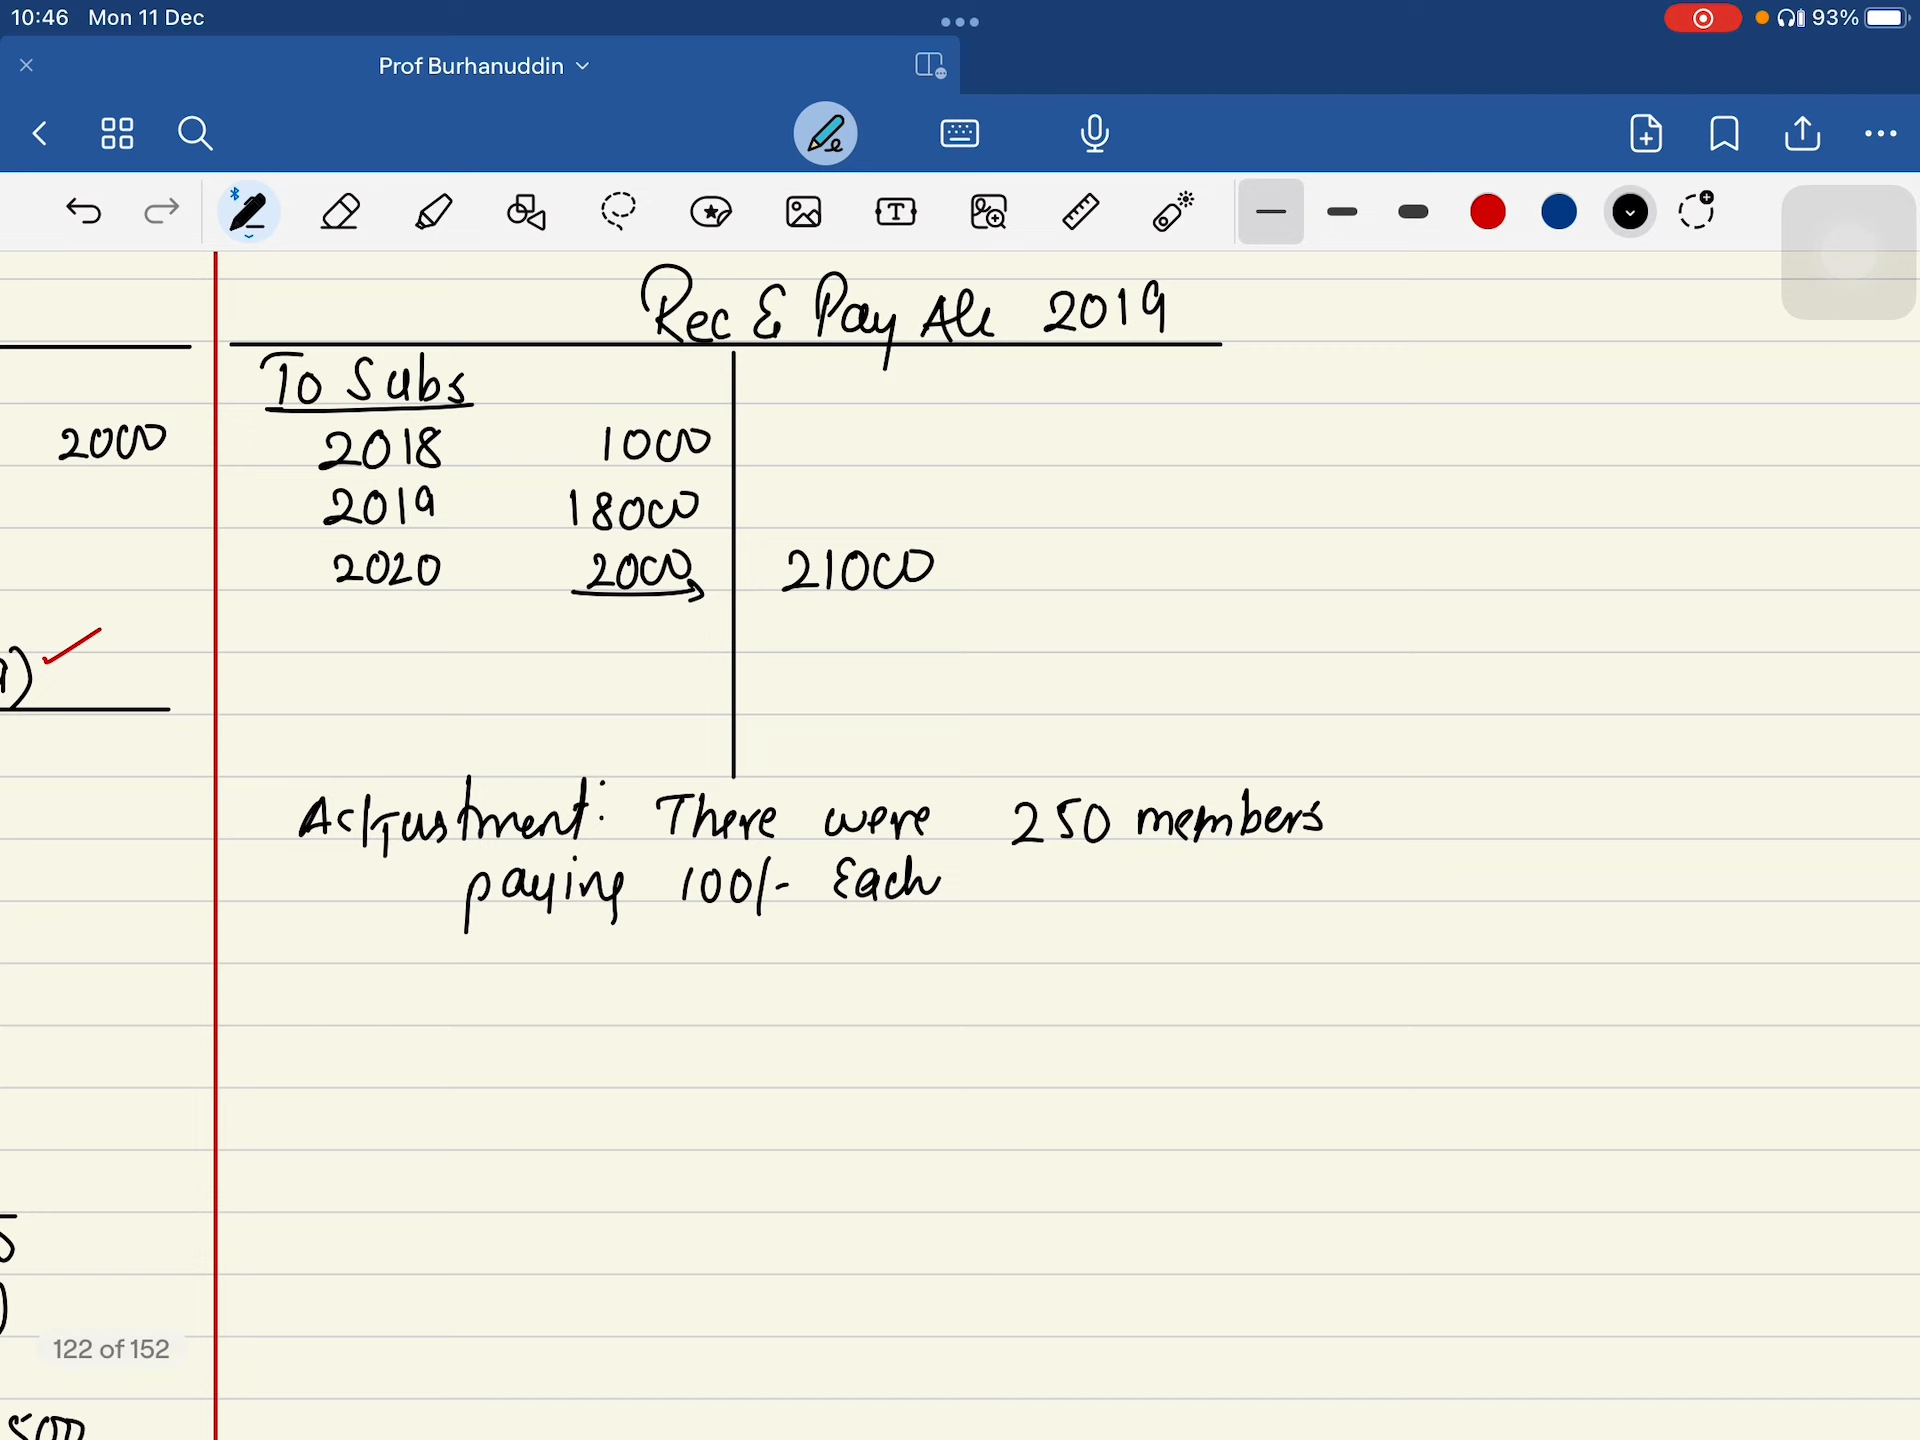 10:46 Mon 11 Dec
93%
Prof Burhanuddin
Rec & Pay A/c 2019
To Subs
2000
2018 1000
2019 18000
2020 2000 21000
Adjustment: There were 250 members
paying 100/- Each
122 of 152
500